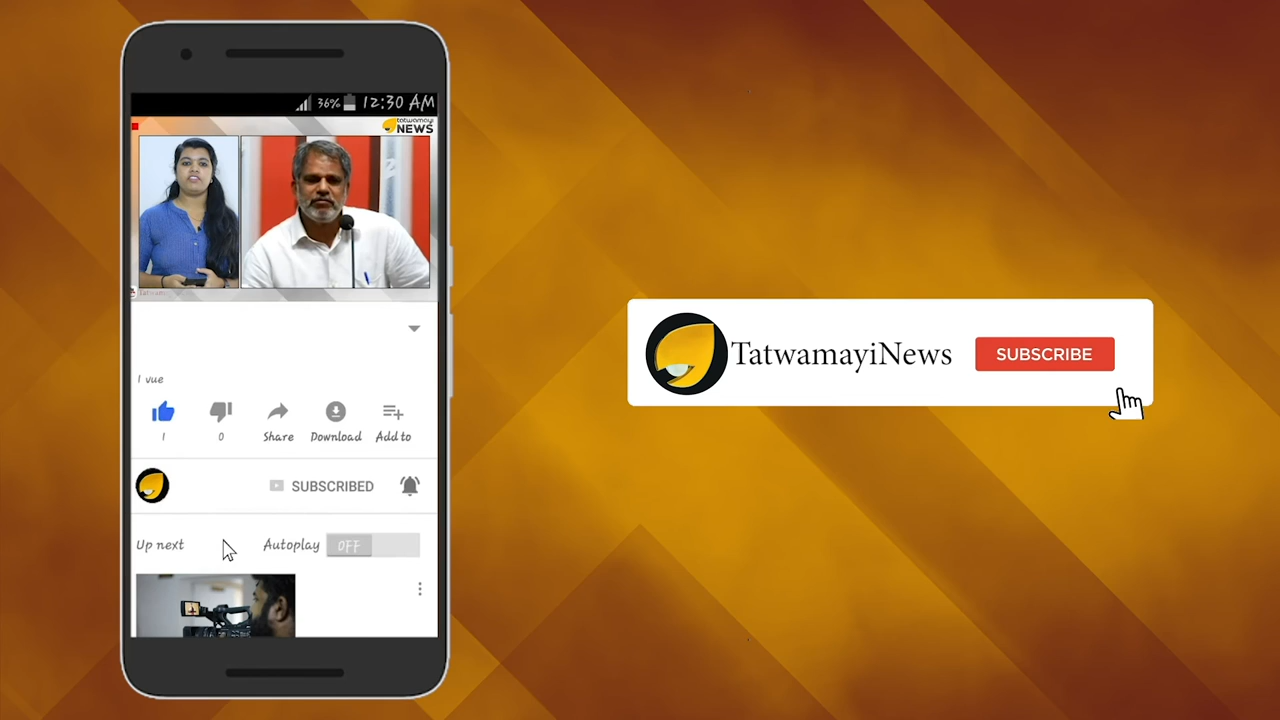 36% 12:30 AM
tatwamayi
NEWS
1 vue
1 0 Share Download Add to
SUBSCRIBED
Up next Autoplay OFF
TatwamayiNews SUBSCRIBE